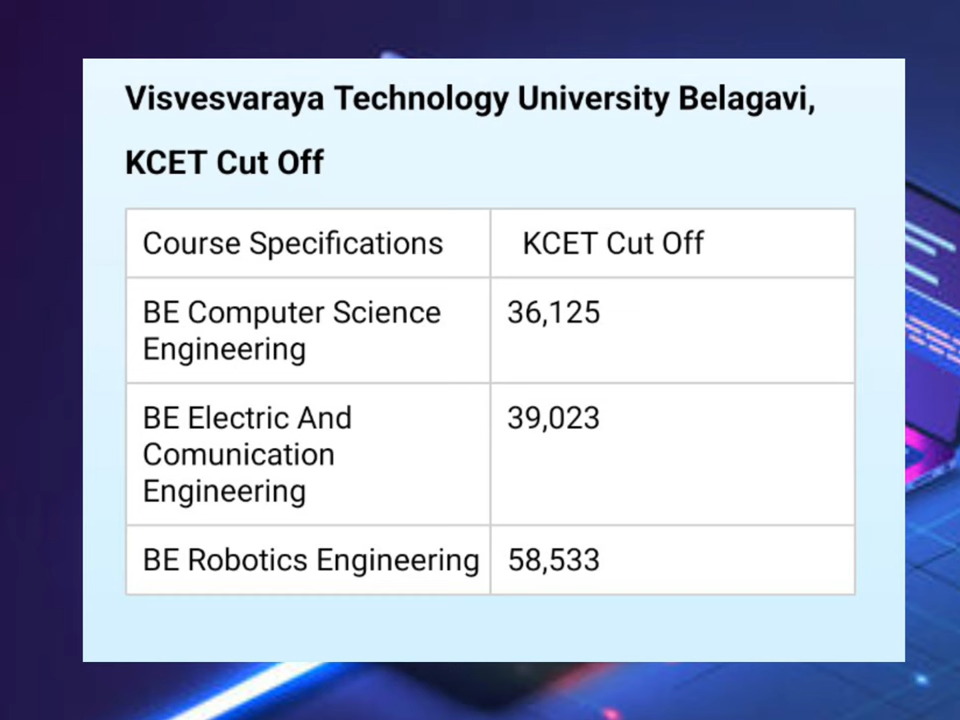 Visvesvaraya Technology University Belagavi,
KCET Cut Off
Course Specifications
KCET Cut Off
BE Computer Science
Engineering
36,125
BE Electric And
Comunication
Engineering
39,023
BE Robotics Engineering
58,533